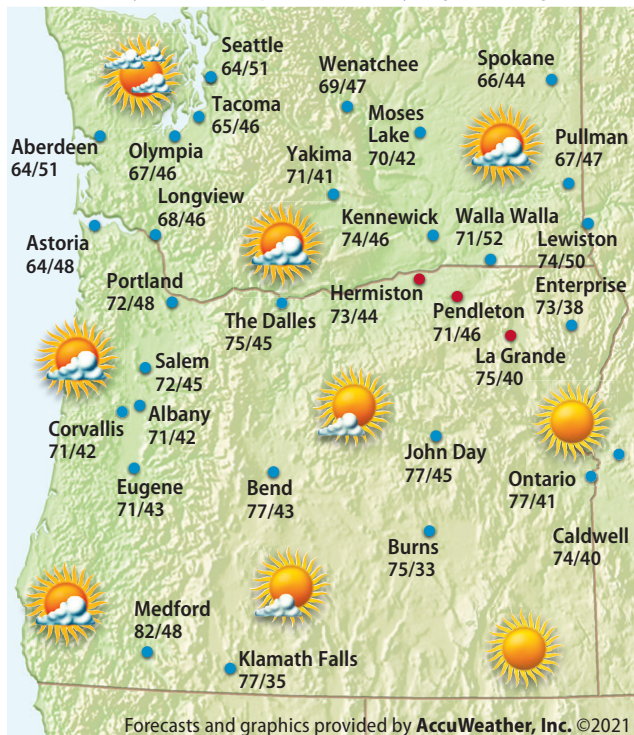 Seattle
64/51
Wenatchee
69/47
Spokane
66/44
Tacoma
65/46
Moses
Lake
70/42
Aberdeen
64/51
Olympia
67/46
Yakima
71/41
Pullman
67/47
Longview
68/46
Kennewick
74/46
Walla Walla
71/52
Lewiston
74/50
Astoria
64/48
Portland
72/48
The Dalles
75/45
Hermiston
73/44
Pendleton
71/46
Enterprise
73/38
La Grande
75/40
Salem
72/45
Albany
71/42
Corvallis
71/42
John Day
77/45
Ontario
77/41
Eugene
71/43
Bend
77/43
Burns
75/33
Caldwell
74/40
Medford
82/48
Klamath Falls
77/35
Forecasts and graphics provided by AccuWeather, Inc. ©2021